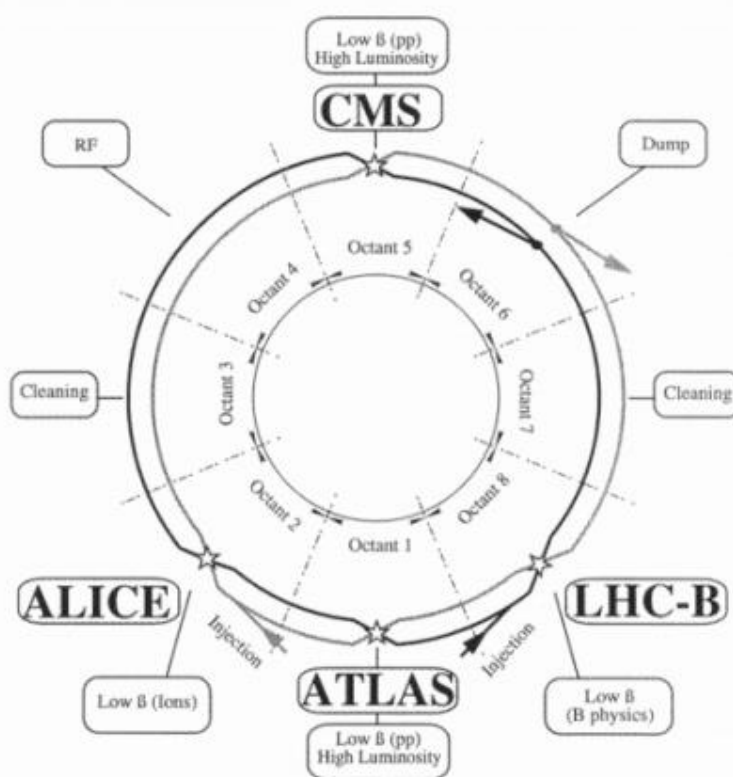 Low ß (pp)
High Luminosity
CMS
RF
Dump
Octant 5
Octant 4
Octant 6
Cleaning
Octant 3
Octant 7
Cleaning
Octant 2
Octant 8
Octant 1
ALICE
LHC-B
Injection
Injection
ATLAS
Low ß (Ions)
Low ß
(B physics)
Low ß (pp)
High Luminosity